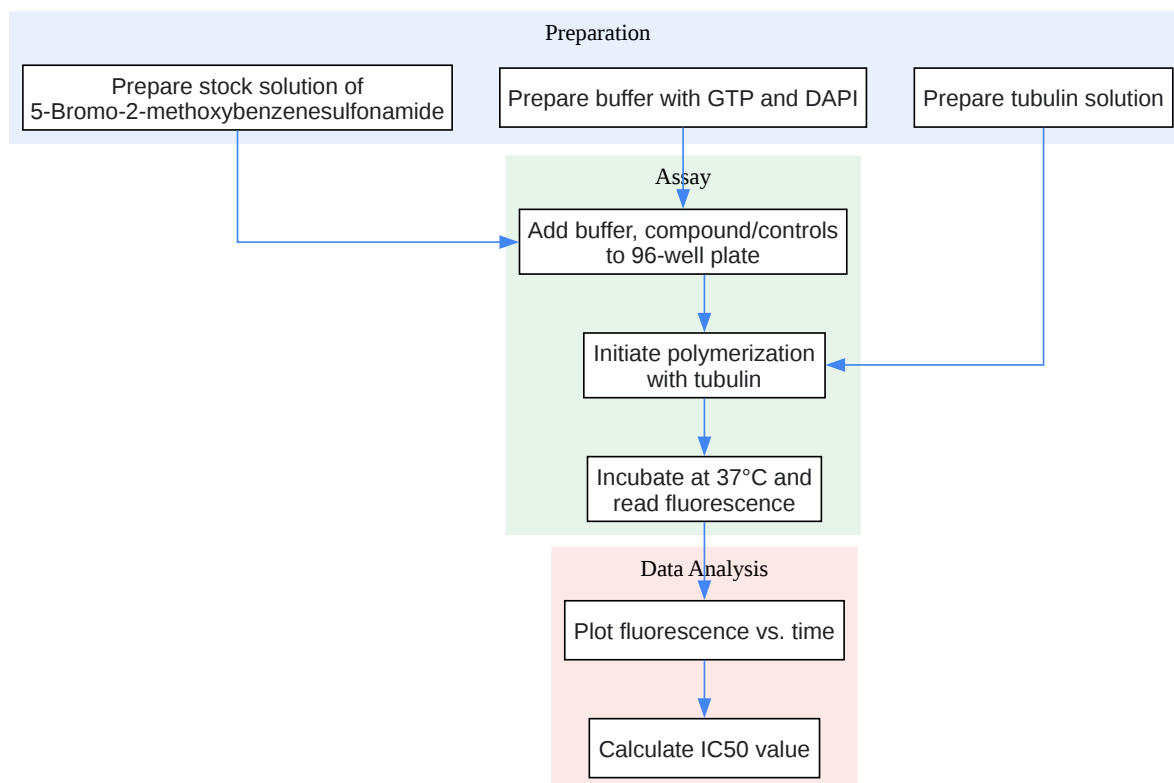 Preparation
Prepare stock solution of
5-Bromo-2-methoxybenzenesulfonamide
Prepare buffer with GTP and DAPI
Prepare tubulin solution
Assay
Add buffer, compound/controls
to 96-well plate
Initiate polymerization
with tubulin
Incubate at 37°C and
read fluorescence
Data Analysis
Plot fluorescence vs. time
Calculate IC50 value